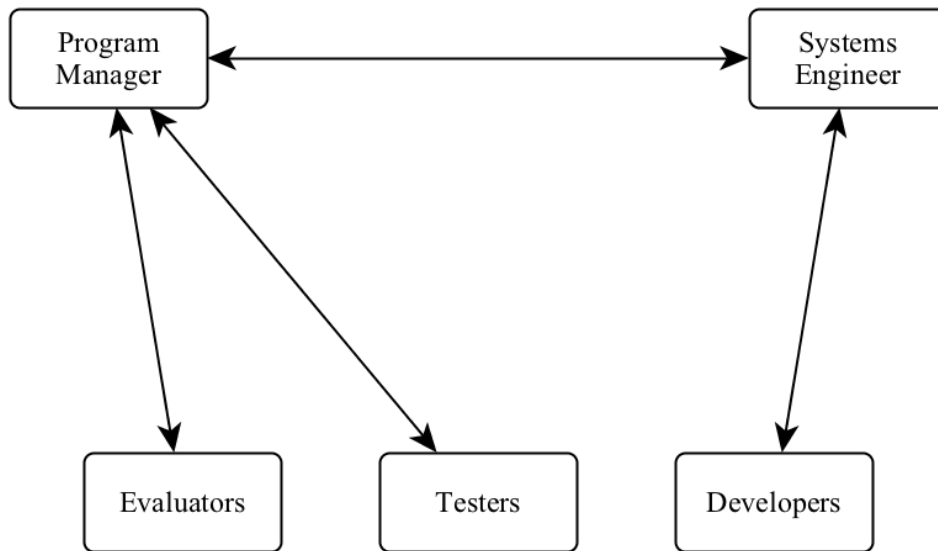 Program
Manager
Systems
Engineer
Evaluators
Testers
Developers